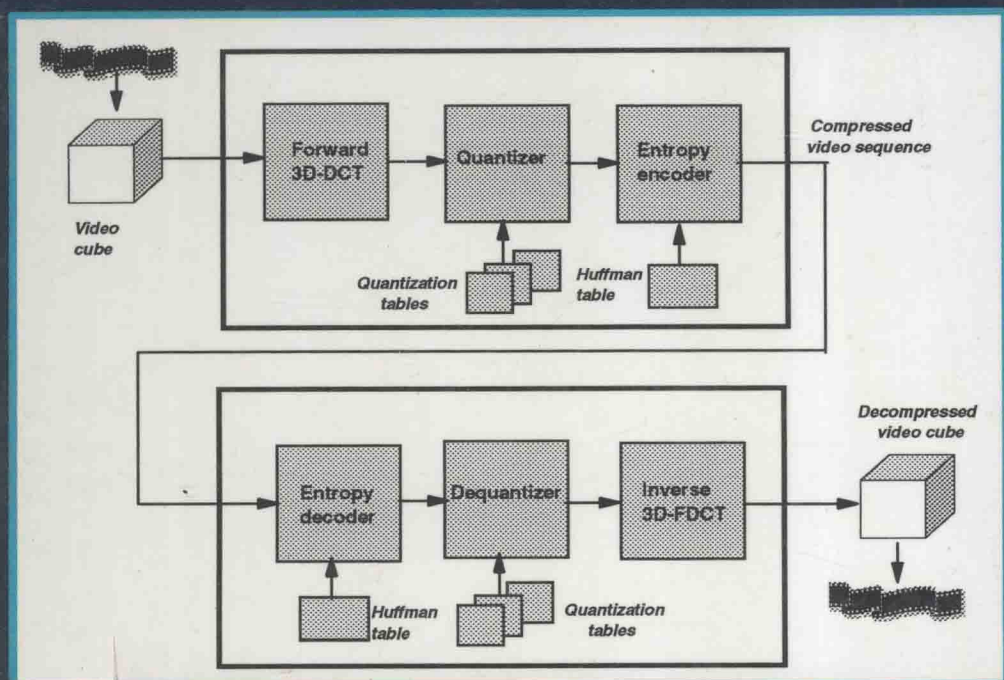 Forward
3D-DCT
Quantizer
Entropy
encoder
Compressed
video sequence
Video
cube
Quantization
tables
Huffman
table
Decompressed
video cube
Entropy
decoder
Dequantizer
Inverse
3D-FDCT
Huffman
table
Quantization
tables